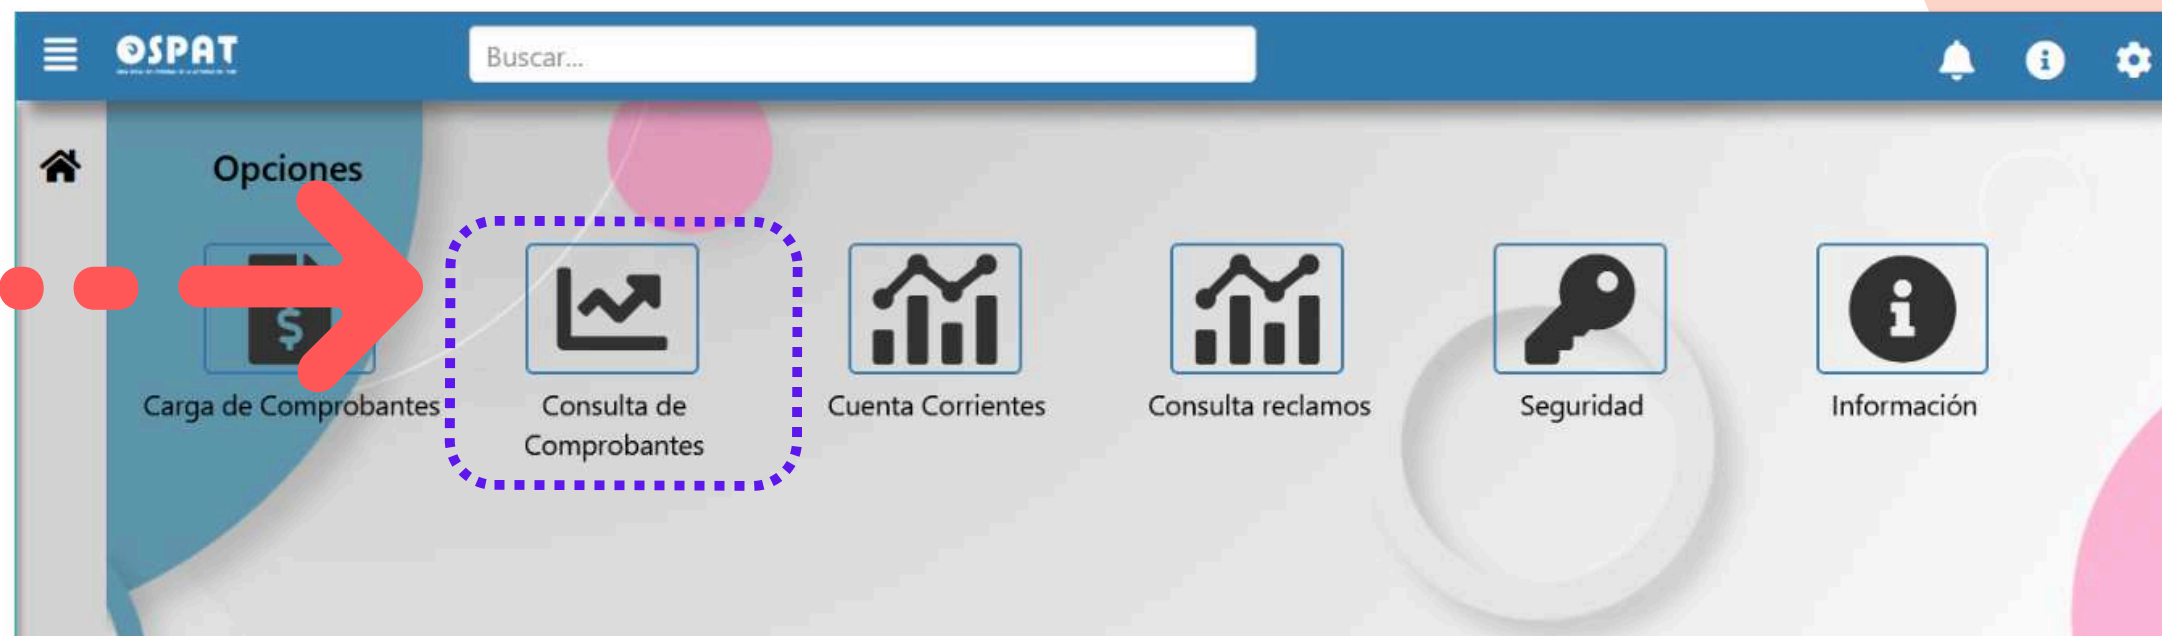 OSPAT
Buscar...
Opciones
Carga de Comprobantes
Consulta de
Comprobantes
Cuenta Corrientes
Consulta reclamos
Seguridad
Información